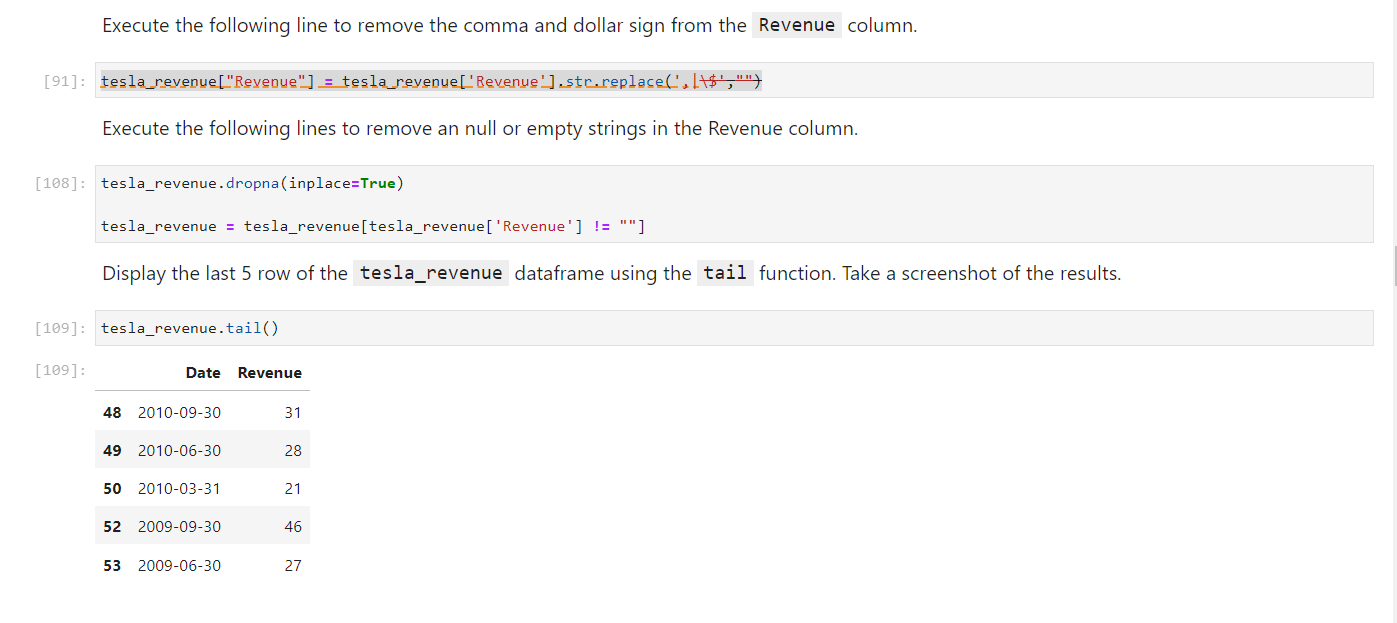 Execute the following line to remove the comma and dollar sign from the Revenue column.
[91]: tesla_revenue["Revenue"] = tesla_revenue['Revenue'].str.replace(',|\$',"")
Execute the following lines to remove an null or empty strings in the Revenue column.
[108]: tesla_revenue.dropna(inplace=True)
tesla_revenue = tesla_revenue[tesla_revenue['Revenue'] != ""]
Display the last 5 row of the tesla_revenue dataframe using the tail function. Take a screenshot of the results.
[109]: tesla_revenue.tail()
[109]: Date Revenue
48 2010-09-30 31
49 2010-06-30 28
50 2010-03-31 21
52 2009-09-30 46
53 2009-06-30 27